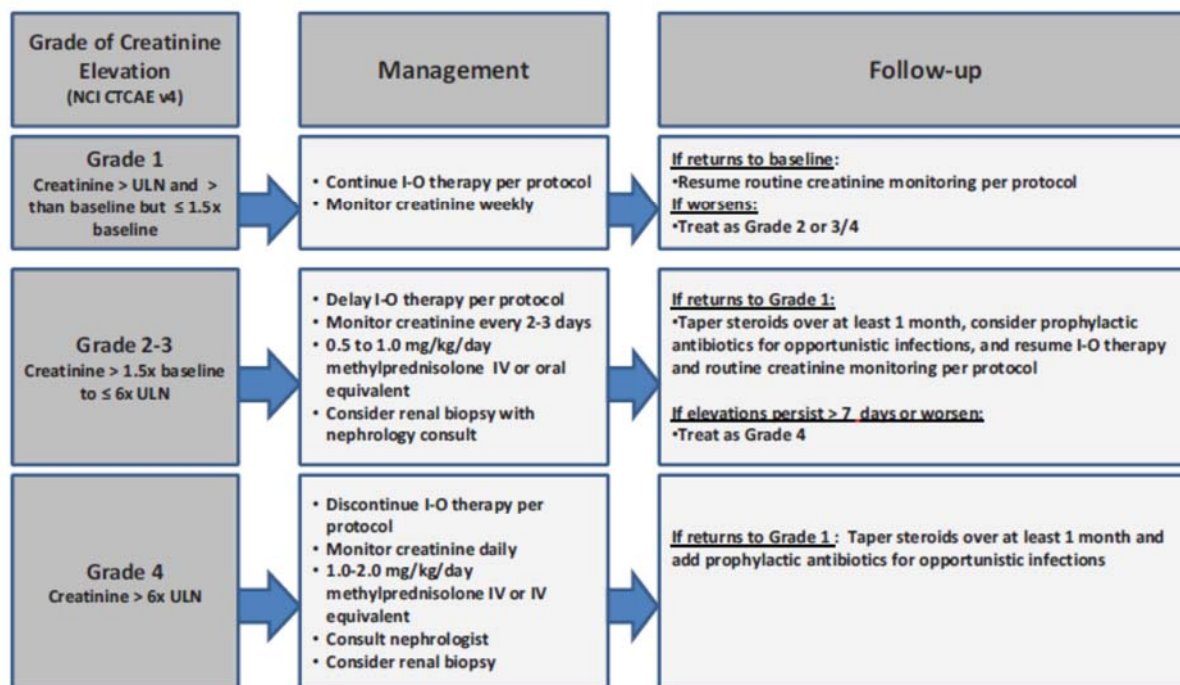 Grade of Creatinine
Elevation
(NCI CTCAE v4)
Management
Follow-up
Grade 1
Creatinine > ULN and >
than baseline but ≤ 1.5x
baseline
• Continue I-O therapy per protocol
• Monitor creatinine weekly
If returns to baseline:
•Resume routine creatinine monitoring per protocol
If worsens:
•Treat as Grade 2 or 3/4
Grade 2-3
Creatinine > 1.5x baseline
to ≤ 6x ULN
• Delay I-O therapy per protocol
• Monitor creatinine every 2-3 days
• 0.5 to 1.0 mg/kg/day
methylprednisolone IV or oral
equivalent
• Consider renal biopsy with
nephrology consult
If returns to Grade 1:
•Taper steroids over at least 1 month, consider prophylactic
antibiotics for opportunistic infections, and resume I-O therapy
and routine creatinine monitoring per protocol
If elevations persist > 7 days or worsen:
•Treat as Grade 4
Grade 4
Creatinine > 6x ULN
• Discontinue I-O therapy per
protocol
• Monitor creatinine daily
• 1.0-2.0 mg/kg/day
methylprednisolone IV or IV
equivalent
• Consult nephrologist
• Consider renal biopsy
If returns to Grade 1 : Taper steroids over at least 1 month and
add prophylactic antibiotics for opportunistic infections